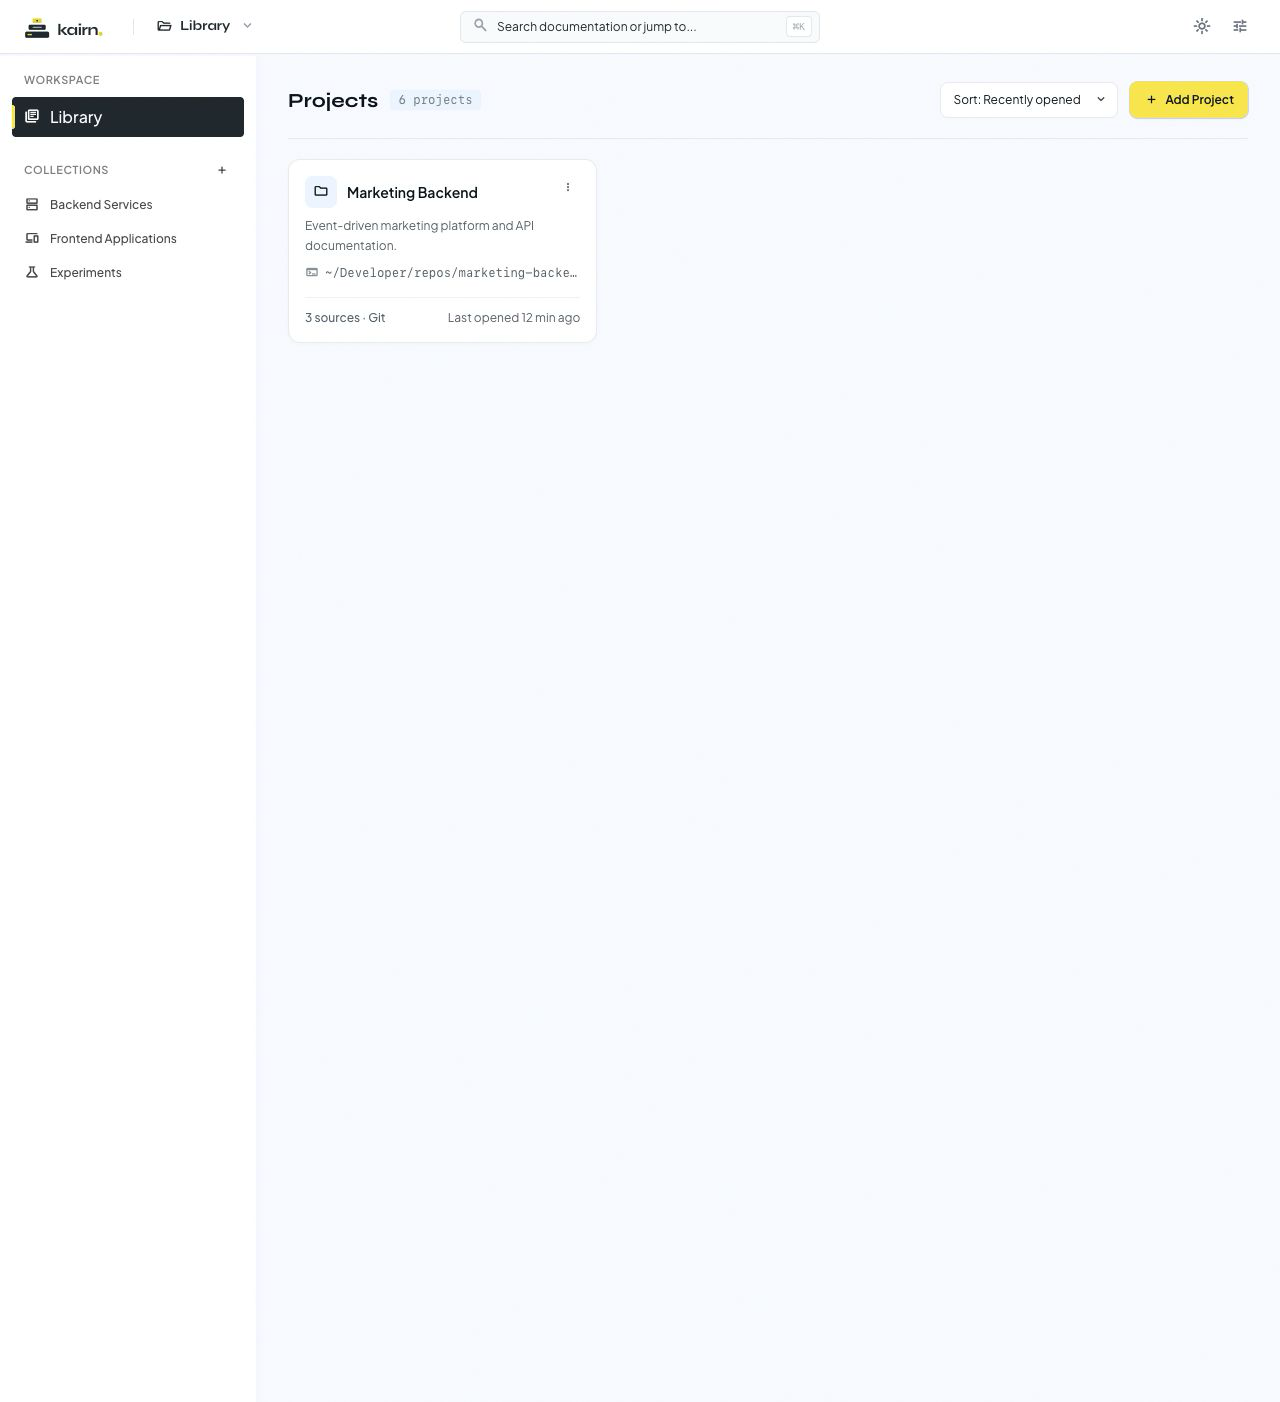 kairn.
Library
Search documentation or jump to...
⌘K
WORKSPACE
Library
COLLECTIONS
Backend Services
Frontend Applications
Experiments
Projects
6 projects
Sort: Recently opened
Add Project
Marketing Backend
Event-driven marketing platform and API
documentation.
~/Developer/repos/marketing-backe…
3 sources · Git
Last opened 12 min ago